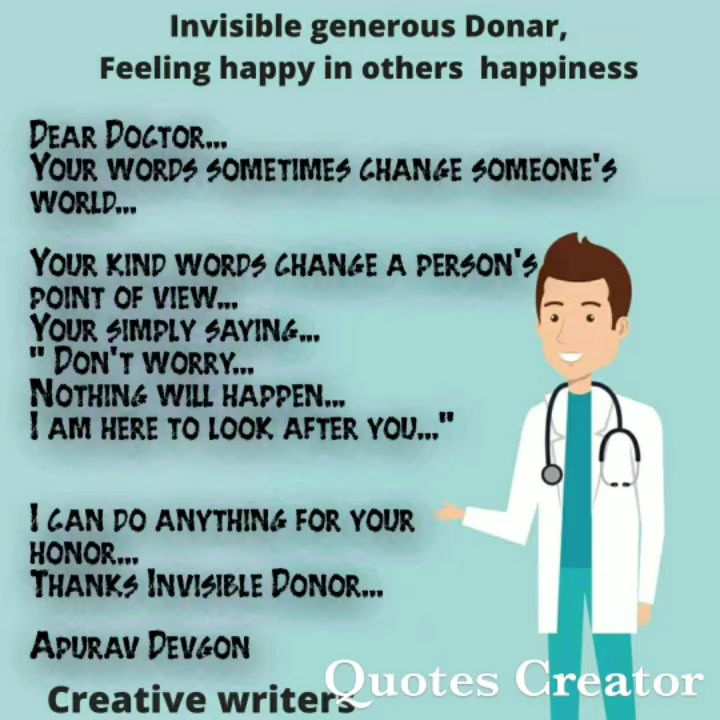 Invisible generous Donar,
Feeling happy in others happiness
Dear Doctor...
Your words sometimes change someone's
world...
Your kind words change a person's
point of view...
Your simply saying...
" Don't worry...
Nothing will happen...
I am here to look after you..."
I can do anything for your
honor...
Thanks Invisible Donor...
Apurav Devgon
Creative writers
Quotes Creator